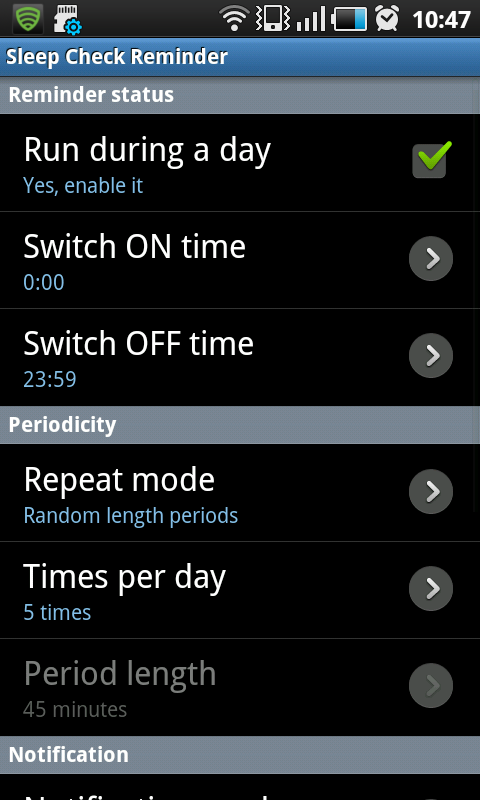 10:47
Sleep Check Reminder
Reminder status
Run during a day
Yes, enable it
Switch ON time
0:00
Switch OFF time
23:59
Periodicity
Repeat mode
Random length periods
Times per day
5 times
Period length
45 minutes
Notification